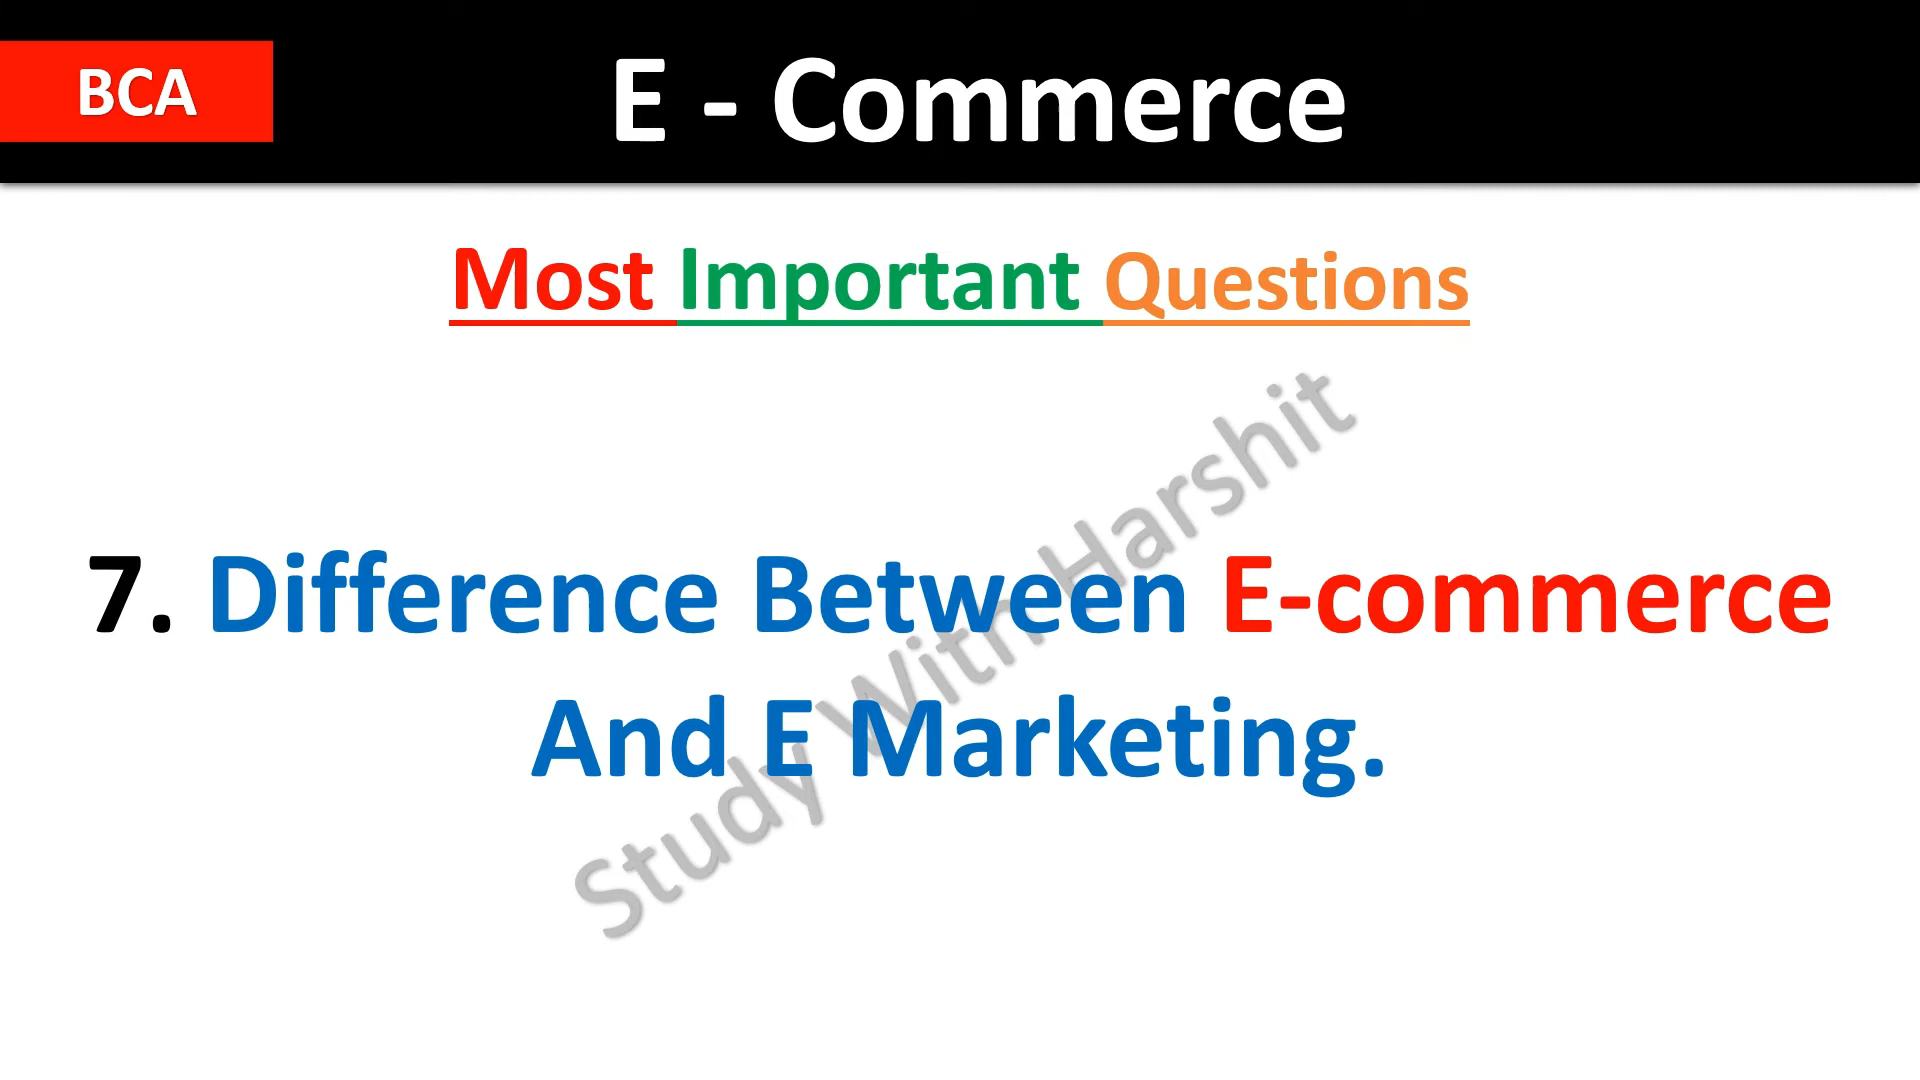 BCA
E - Commerce
Most Important Questions
7. Difference Between E-commerce
And E Marketing.
Study With Harshit